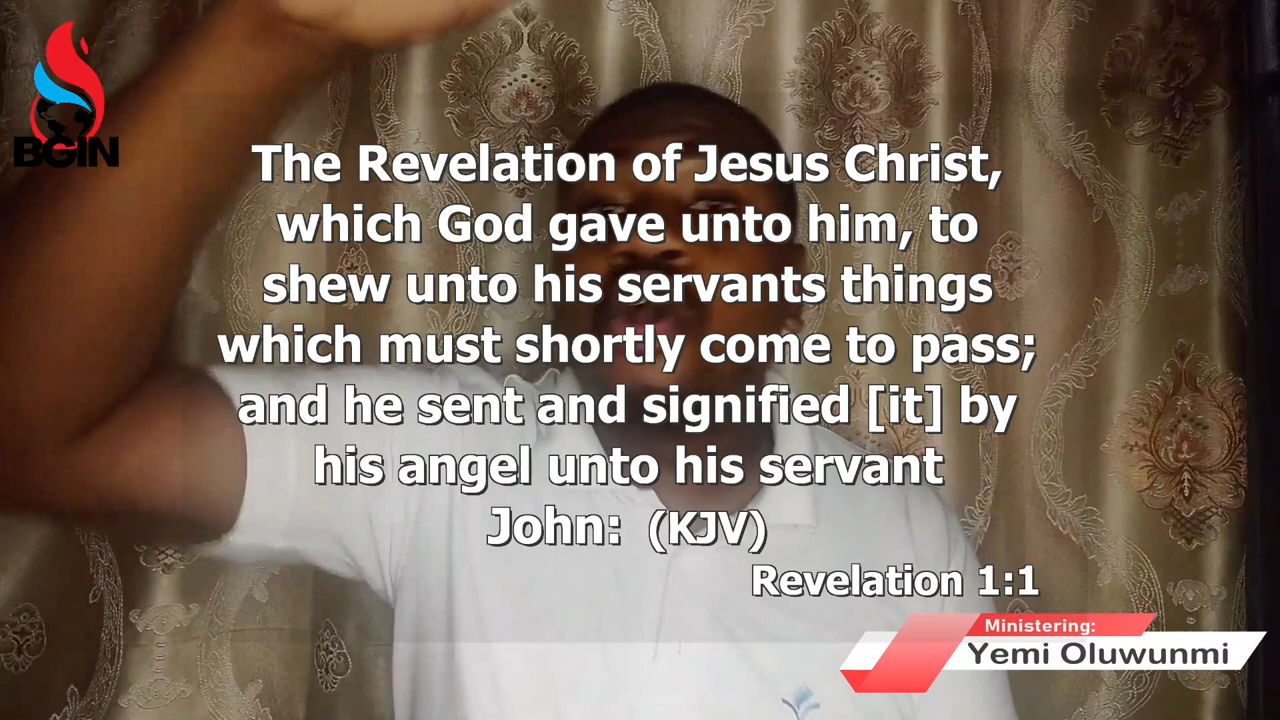 BGIN
The Revelation of Jesus Christ,
which God gave unto him, to
shew unto his servants things
which must shortly come to pass;
and he sent and signified [it] by
his angel unto his servant
John: (KJV)
Revelation 1:1
Ministering:
Yemi Oluwunmi